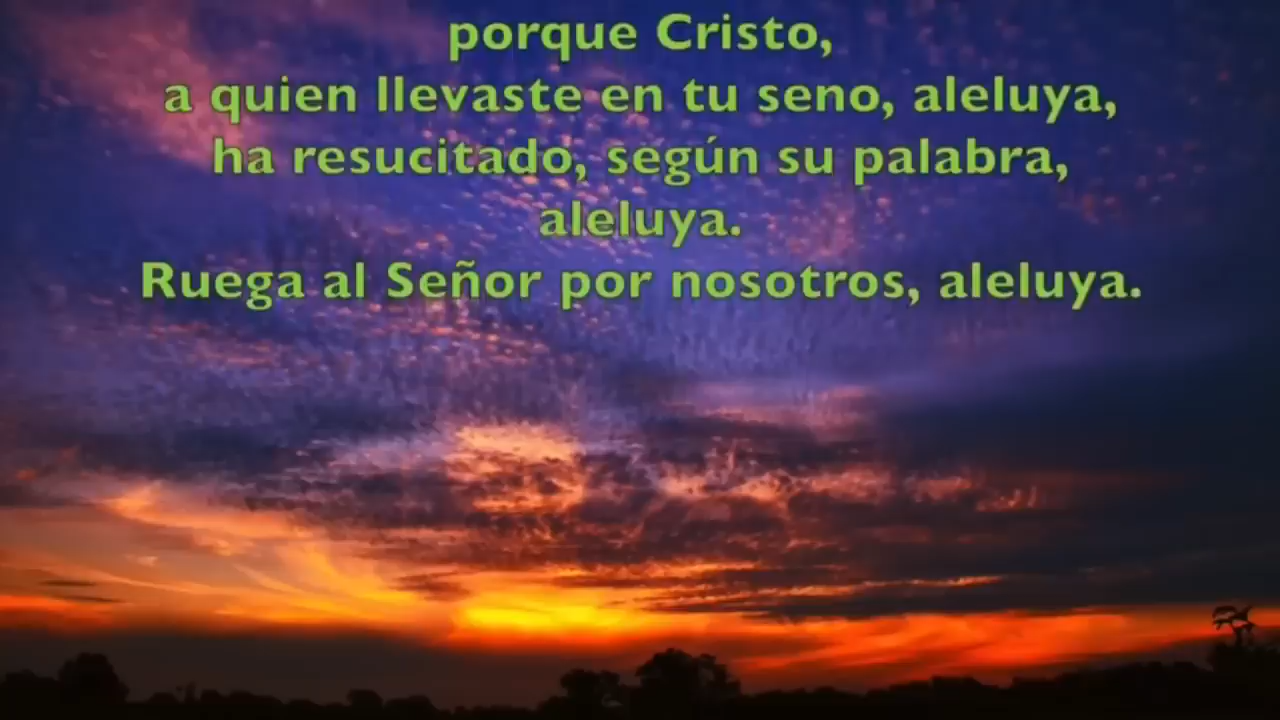 porque Cristo,
a quien llevaste en tu seno, aleluya,
ha resucitado, según su palabra,
aleluya.
Ruega al Señor por nosotros, aleluya.